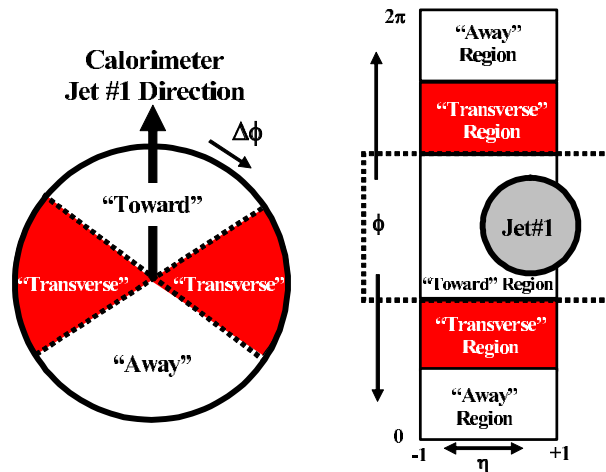 Calorimeter
Jet #1 Direction
Δϕ
“Toward”
“Transverse”
“Transverse”
“Away”
2π
“Away”
Region
“Transverse”
Region
ϕ
Jet#1
“Toward” Region
“Transverse”
Region
“Away”
Region
0
-1
η
+1